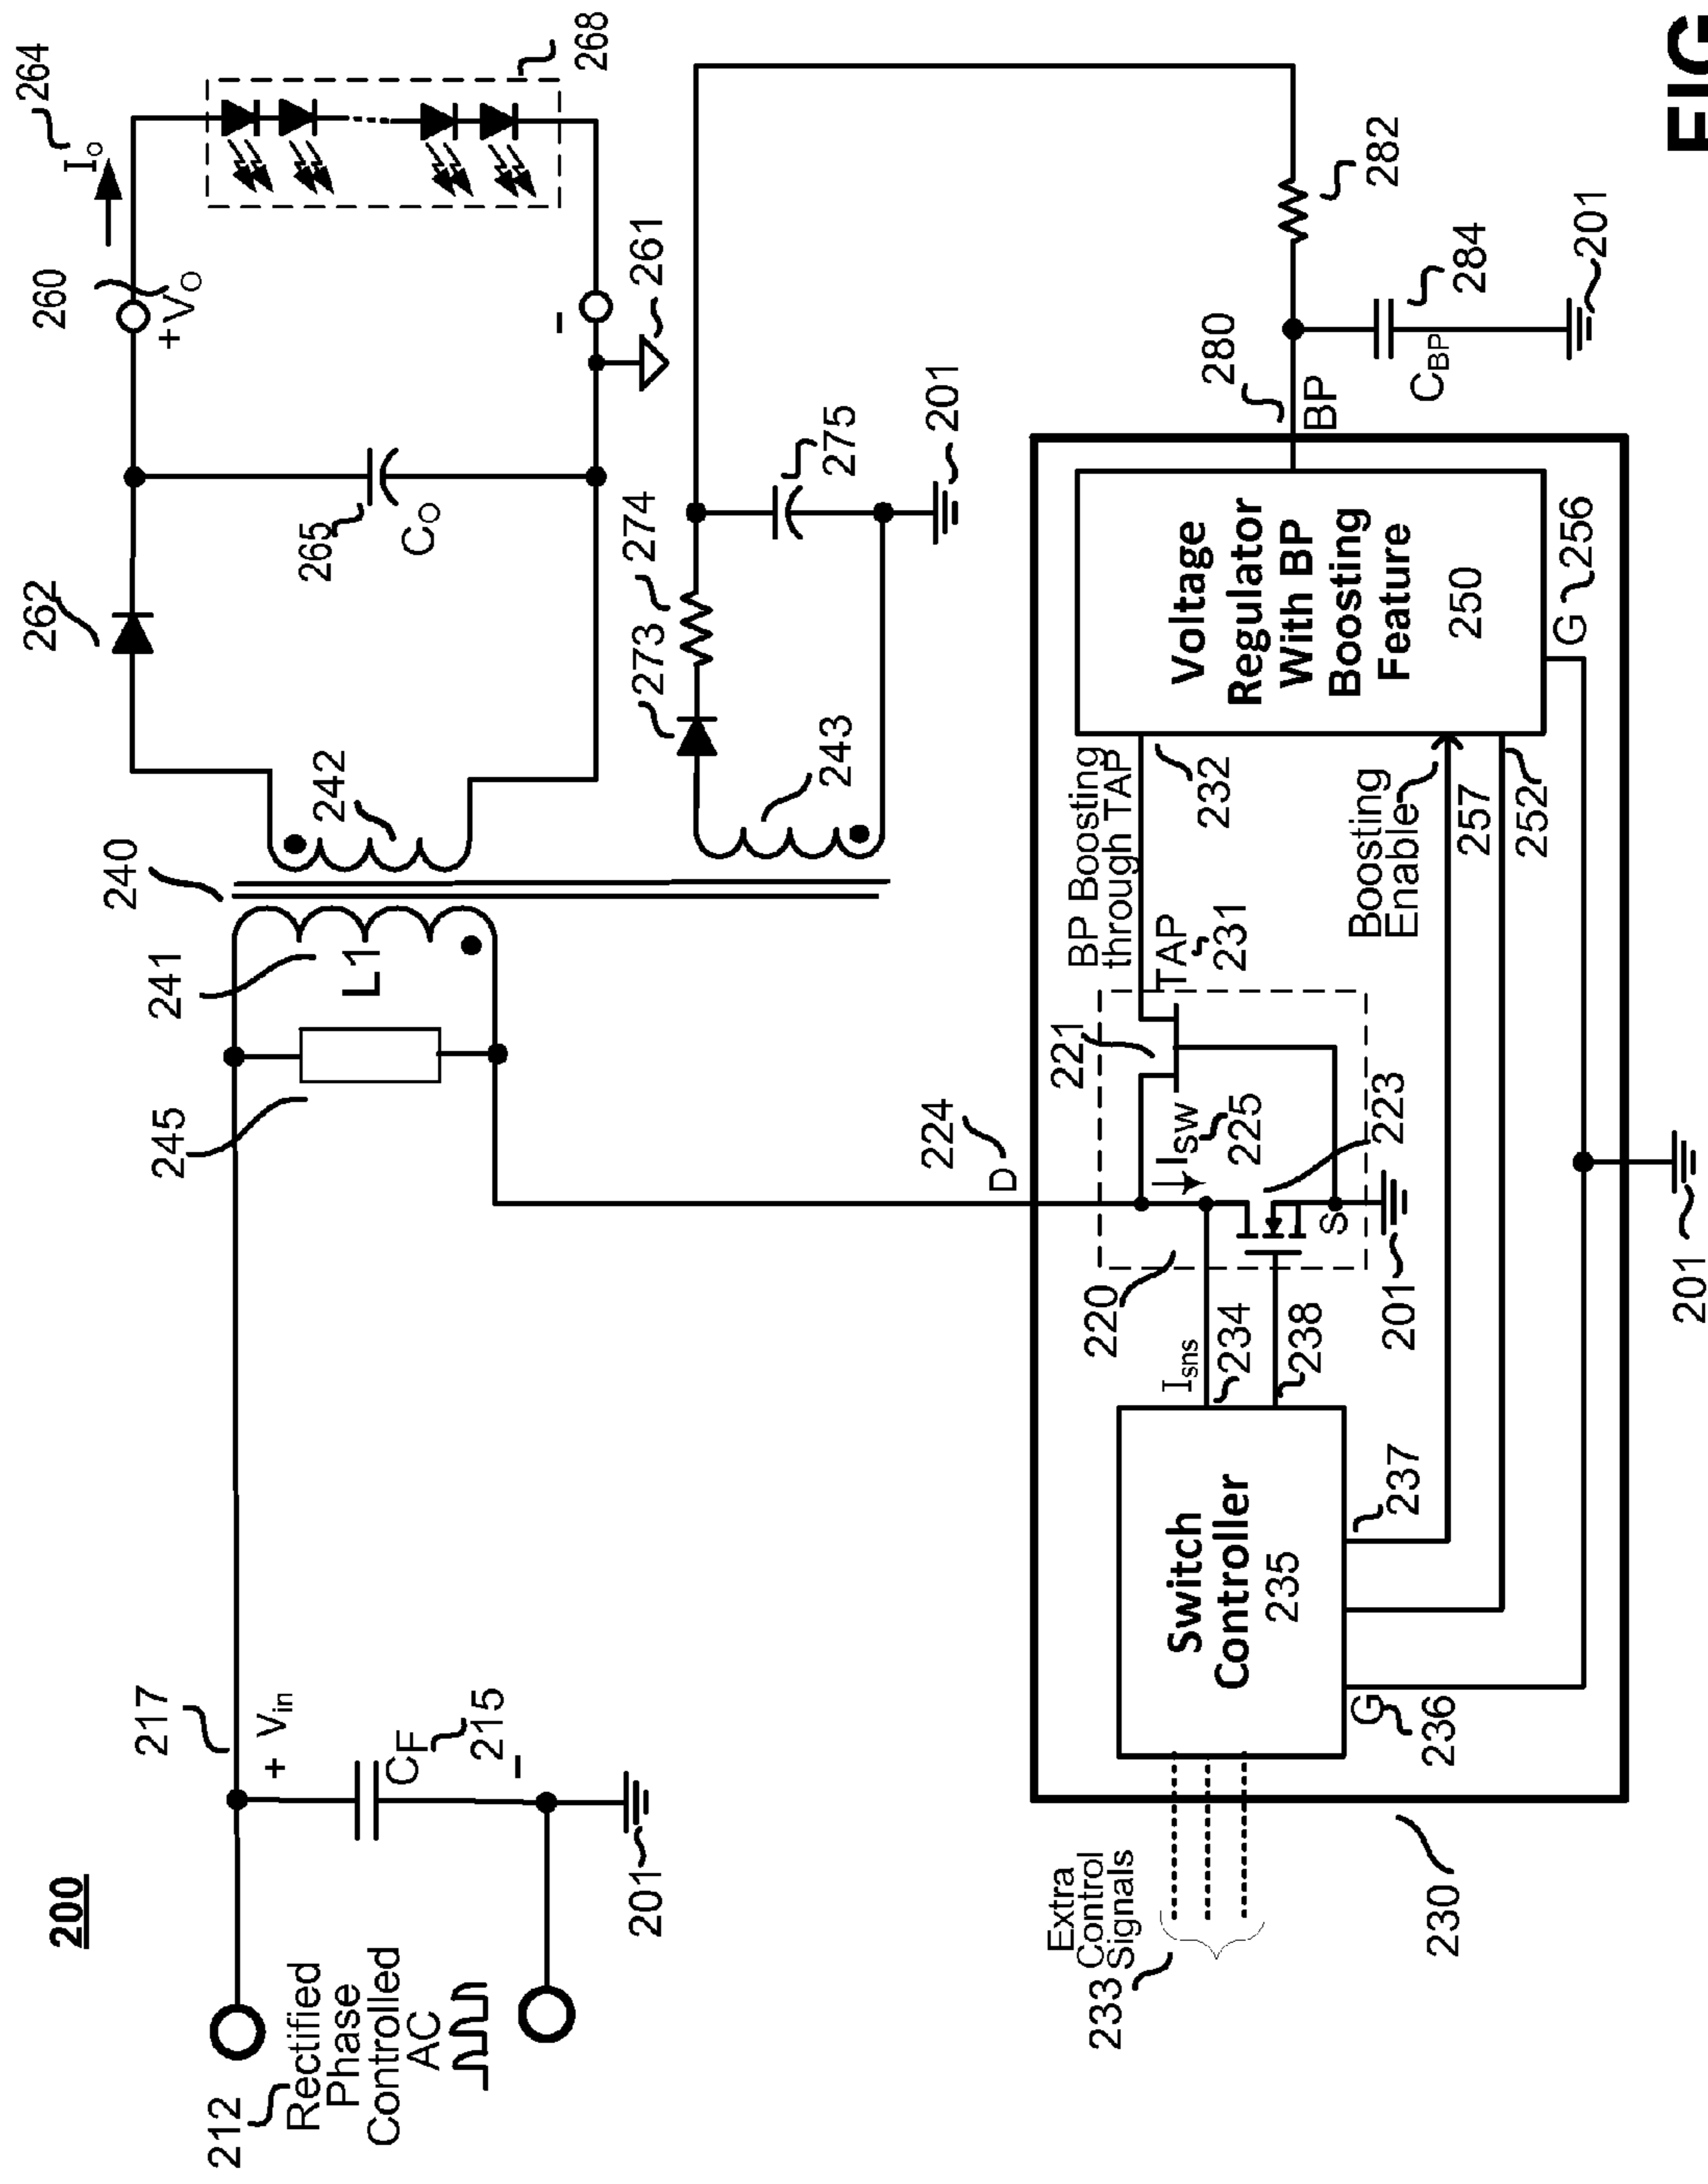 200
212
Rectified
Phase
Controlled
AC
217
+ Vin
CF
215
−
201
245
241
L1
240
242
262
265
CO
260
+VO
−
261
264
IO
268
243
273
274
275
201
282
280
BP
CBP
284
201
224
D
220
221
ISW
225
223
S
201
TAP
231
BP Boosting
through TAP
232
Isns
234
238
Extra
Control
Signals
233
230
Switch
Controller
235
G
236
237
Boosting
Enable
257
252
Voltage
Regulator
With BP
Boosting
Feature
250
G
256
201